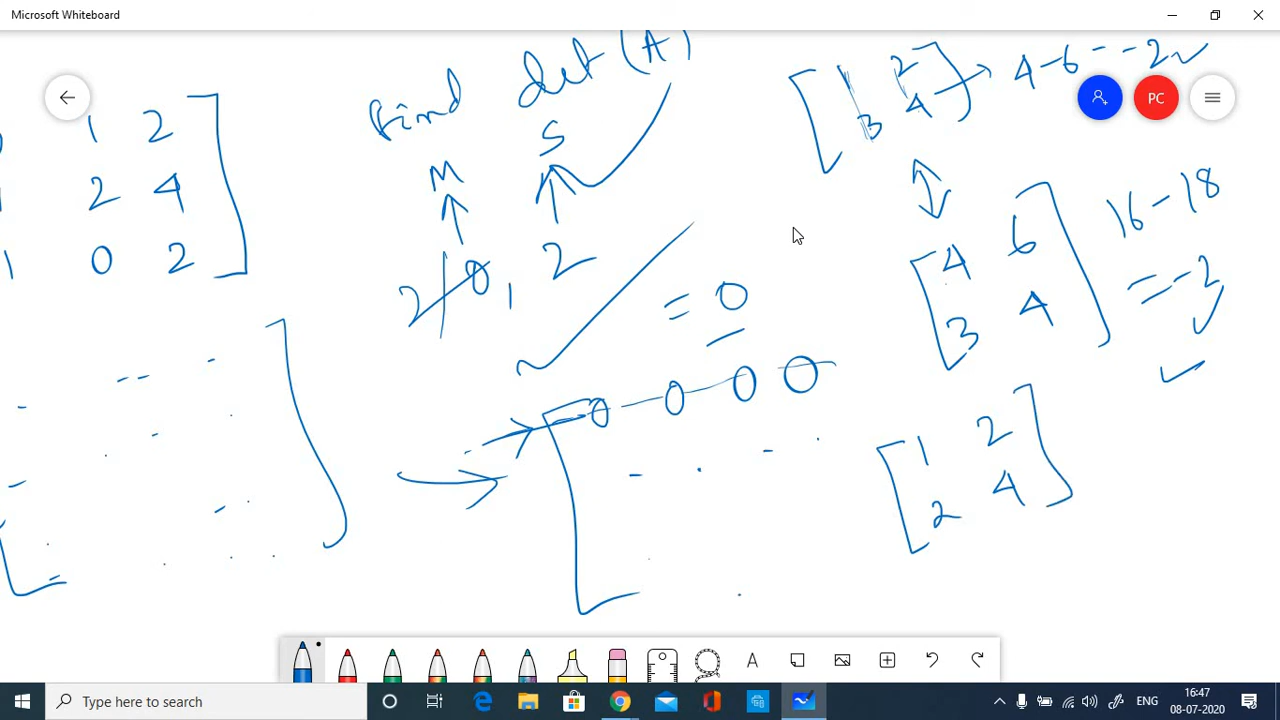 Microsoft Whiteboard
Find det (A)
M S
2 0, 2
1 2
2 4
1 0 2
= 0
0 0 0 0
1 2
3 4
4 - 6 = -2
PC
4 6
3 4
16 - 18
= -2
1 2
2 4
A
Type here to search
ENG
16:47
08-07-2020